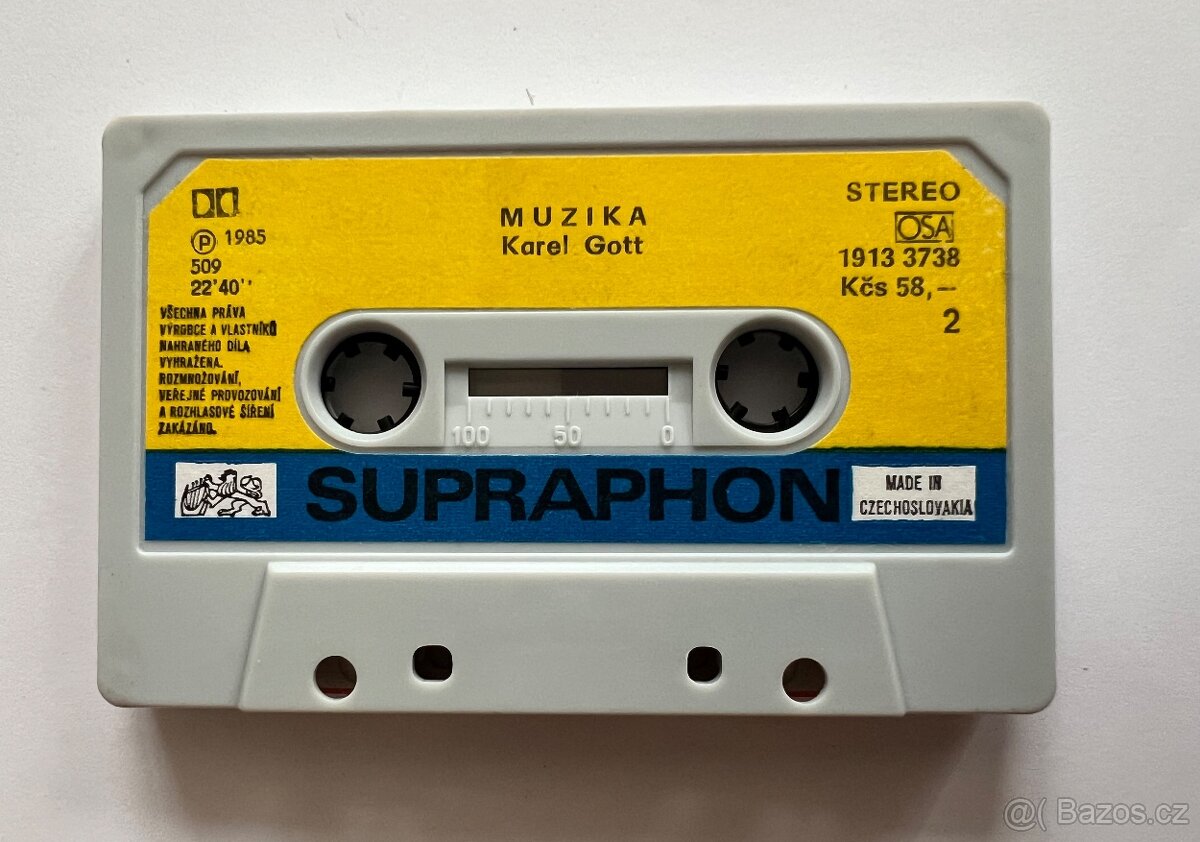 MUZIKA
Karel Gott
Ⓟ 1985
509
22'40''
STEREO
OSA
1913 3738
Kčs 58,–
2
VŠECHNA PRÁVA
VÝROBCE A VLASTNÍKŮ
NAHRANÉHO DÍLA
VYHRAŽENA.
ROZMNOŽOVÁNÍ,
VEŘEJNÉ PROVOZOVÁNÍ
A ROZHLASOVÉ ŠÍŘENÍ
ZAKÁZÁNO.
100 50 0
SUPRAPHON
MADE IN
CZECHOSLOVAKIA
@( Bazos.cz